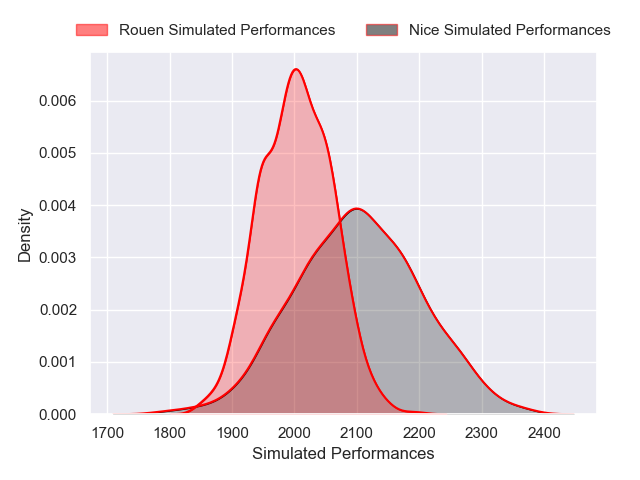 Rouen Simulated Performances Nice Simulated Performances
0.006
0.005
0.004
0.003
0.002
0.001
0.000
Density
1700 1800 1900 2000 2100 2200 2300 2400
Simulated Performances